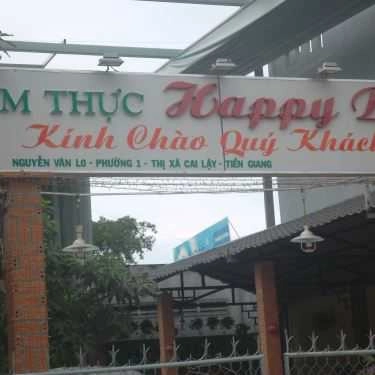 M THỰC Happy
Kính Chào Quý Khách
NGUYỄN VĂN LO - PHƯỜNG 1 - THỊ XÃ CAI LẬY - TIỀN GIANG